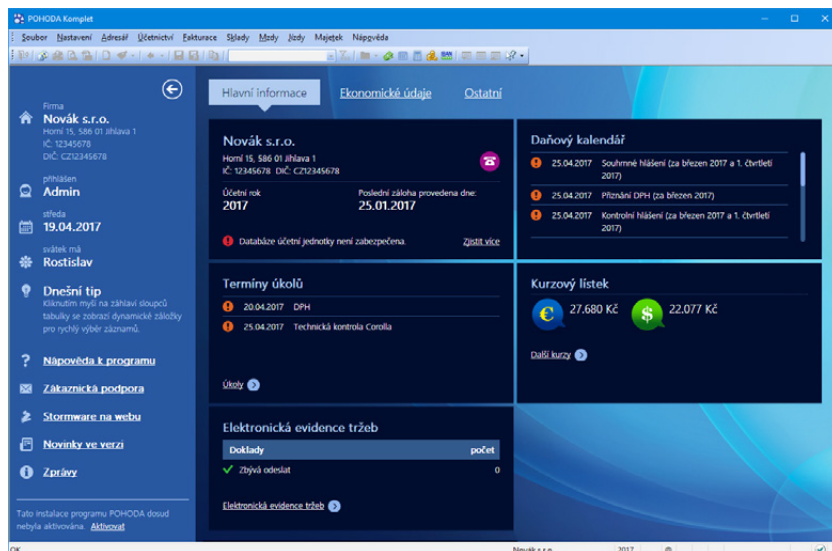 POHODA Komplet
Soubor Nastavení Adresář Účetnictví Fakturace Sklady Mzdy Jízdy Majetek Nápověda
Firma
Novák s.r.o.
Horní 15, 586 01 Jihlava 1
IČ: 12345678
DIČ: CZ12345678
přihlášen
Admin
středa
19.04.2017
svátek má
Rostislav
Dnešní tip
Kliknutím myší na záhlaví sloupců
tabulky se zobrazí dynamické záložky
pro rychlý výběr záznamů.
Nápověda k programu
Zákaznická podpora
Stormware na webu
Novinky ve verzi
Zprávy
Tato instalace programu POHODA dosud
nebyla aktivována. Aktivovat
Hlavní informace Ekonomické údaje Ostatní
Novák s.r.o.
Horní 15, 586 01 Jihlava 1
IČ: 12345678 DIČ: CZ12345678
Účetní rok Poslední záloha provedena dne:
2017 25.01.2017
Databáze účetní jednotky není zabezpečena. Zjistit více
Daňový kalendář
25.04.2017 Souhrnné hlášení (za březen 2017 a 1. čtvrtletí
2017)
25.04.2017 Přiznání DPH (za březen 2017)
25.04.2017 Kontrolní hlášení (za březen 2017 a 1. čtvrtletí
2017)
Termíny úkolů
20.04.2017 DPH
25.04.2017 Technická kontrola Corolla
Úkoly
Kurzový lístek
€ 27.680 Kč $ 22.077 Kč
Další kurzy
Elektronická evidence tržeb
Doklady počet
Zbývá odeslat 0
Elektronická evidence tržeb
OK Novák s.r.o. 2017 @